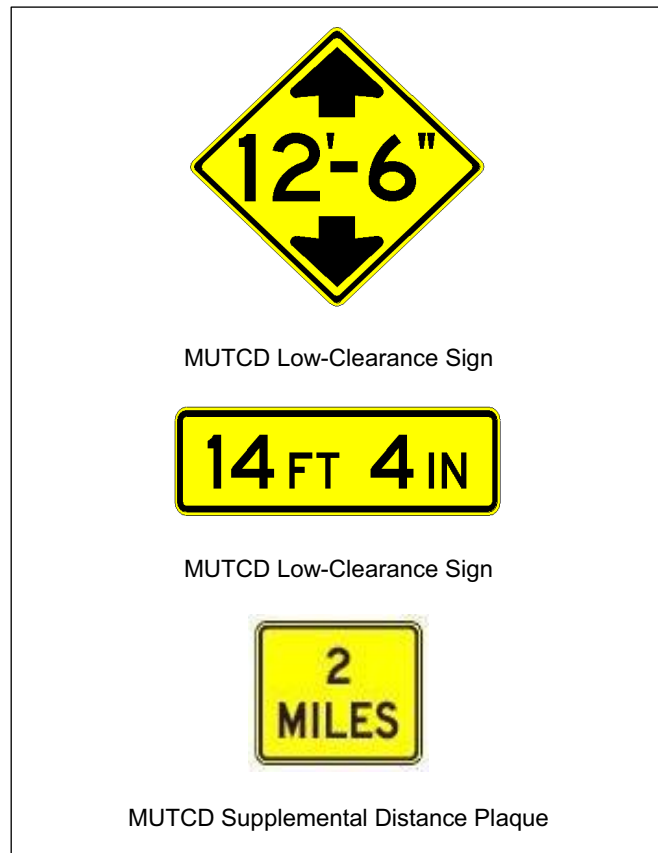 12'-6"
MUTCD Low-Clearance Sign
14 FT 4 IN
MUTCD Low-Clearance Sign
2
MILES
MUTCD Supplemental Distance Plaque